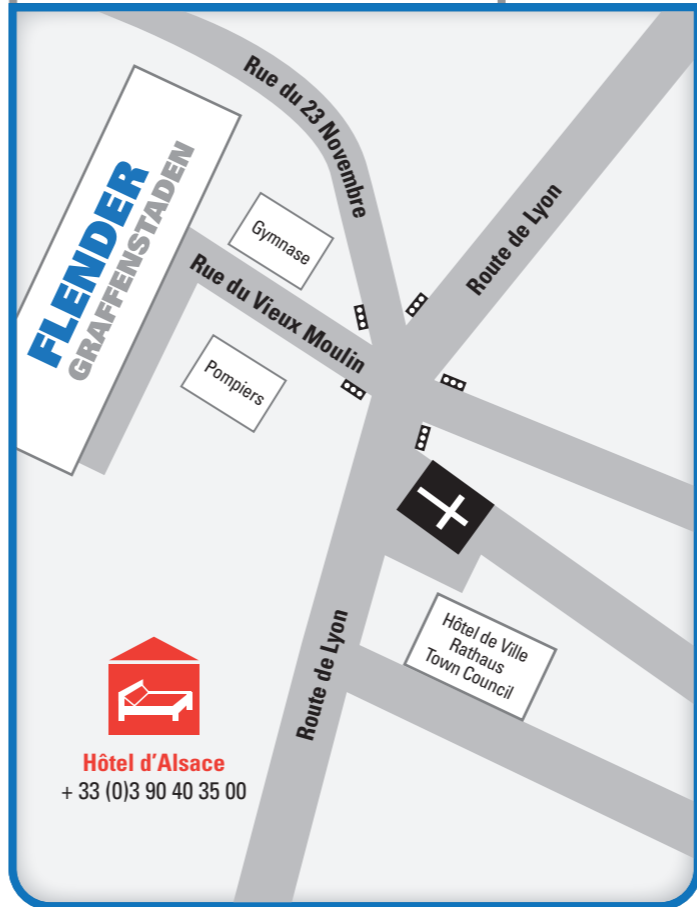 Rue du 23 Novembre
Route de Lyon
FLENDER
GRAFFENSTADEN
Gymnase
Rue du Vieux Moulin
Pompiers
Hôtel de Ville
Rathaus
Town Council
Route de Lyon
Hôtel d'Alsace
+ 33 (0)3 90 40 35 00